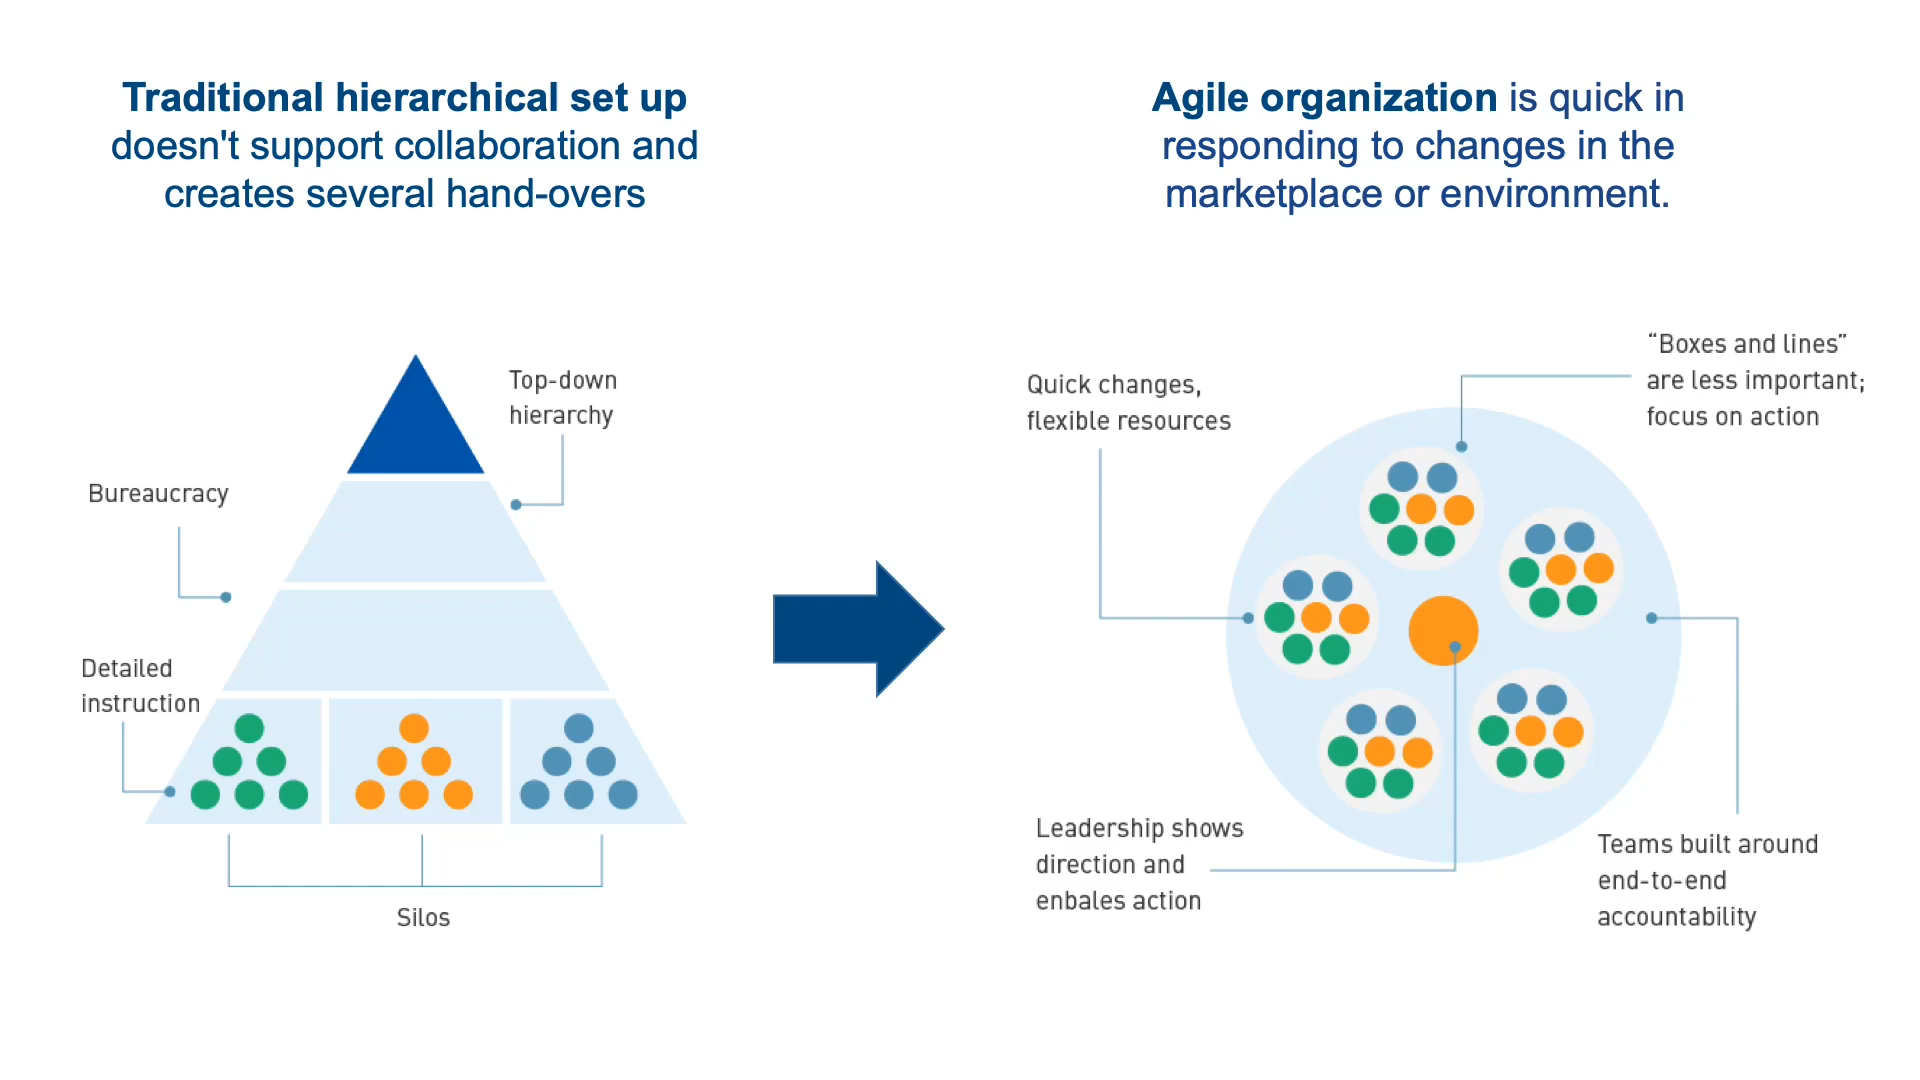 Traditional hierarchical set up
doesn't support collaboration and
creates several hand-overs
Agile organization is quick in
responding to changes in the
marketplace or environment.
Top-down
hierarchy
Bureaucracy
Detailed
instruction
Silos
Quick changes,
flexible resources
“Boxes and lines”
are less important;
focus on action
Leadership shows
direction and
enbales action
Teams built around
end-to-end
accountability